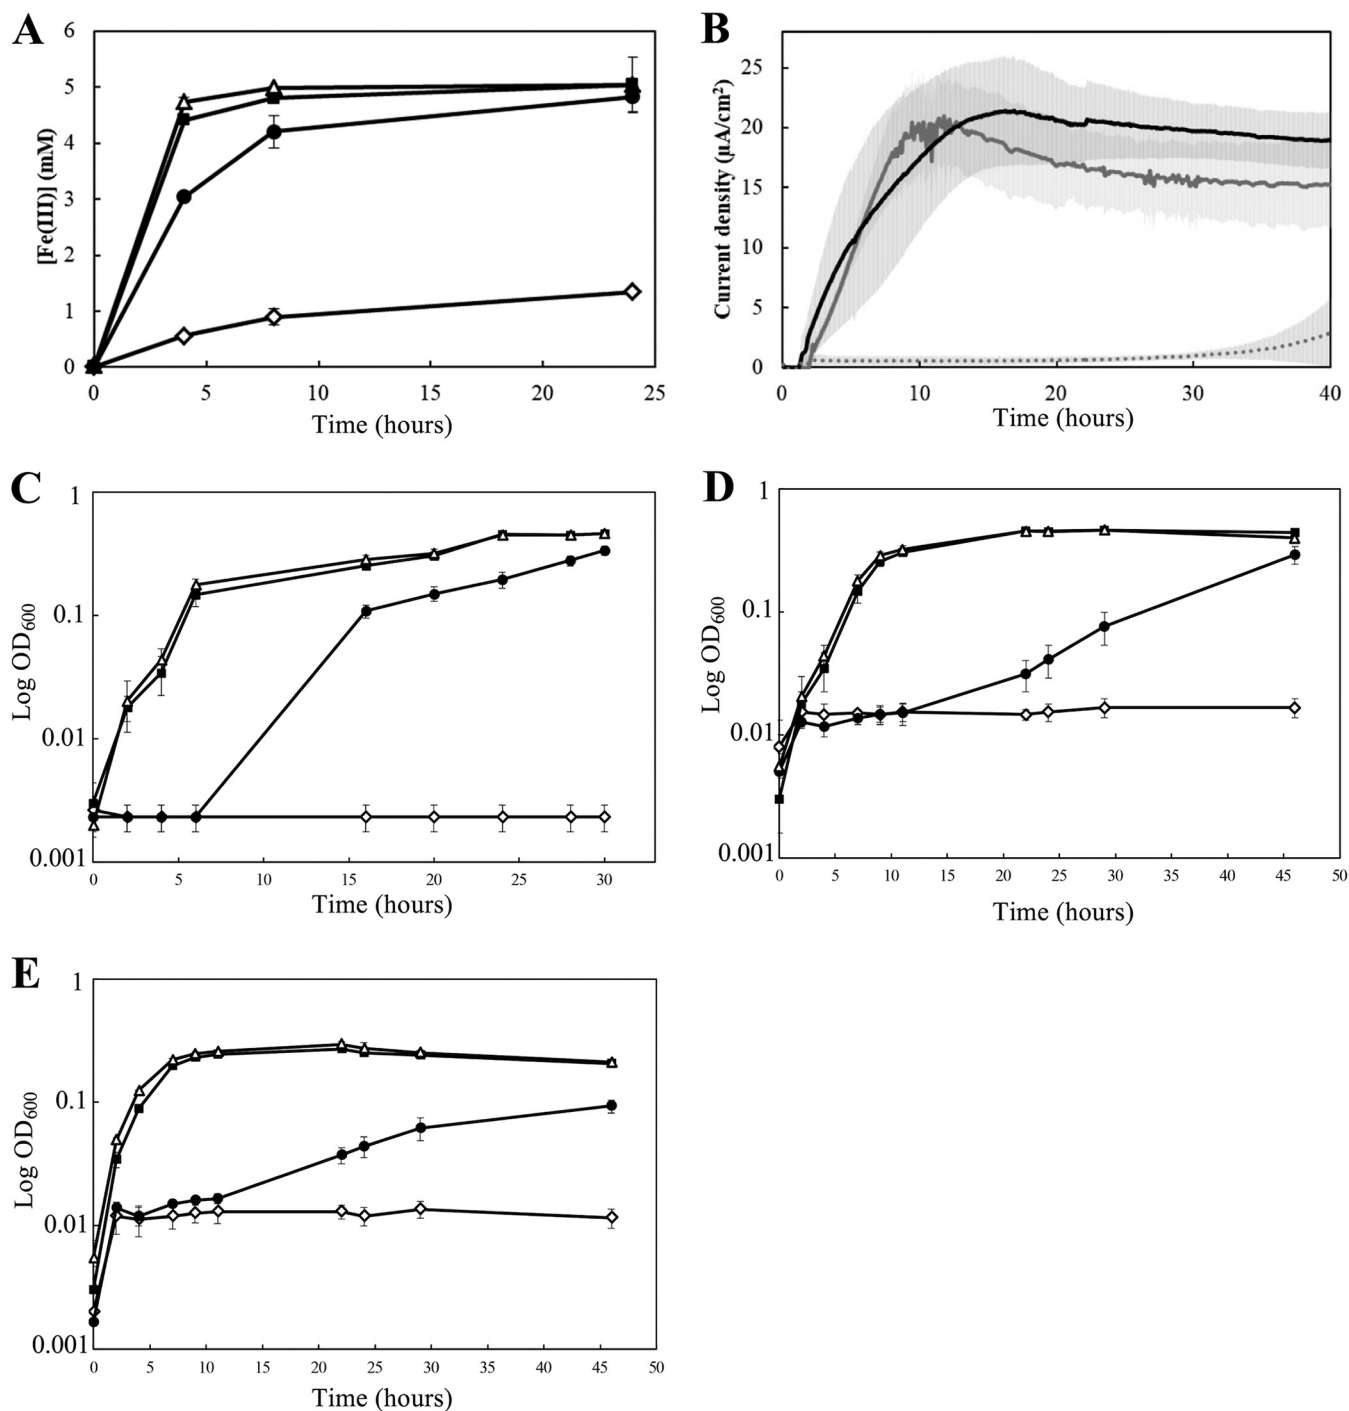 A
6
5
4
3
2
1
0
[Fe(III)] (mM)
0 5 10 15 20 25
Time (hours)
B
25
20
15
10
5
0
Current density (µA/cm²)
0 10 20 30 40
Time (hours)
C
1
0.1
0.01
0.001
Log OD₆₀₀
0 5 10 15 20 25 30
Time (hours)
D
1
0.1
0.01
0.001
Log OD₆₀₀
0 5 10 15 20 25 30 35 40 45 50
Time (hours)
E
1
0.1
0.01
0.001
Log OD₆₀₀
0 5 10 15 20 25 30 35 40 45 50
Time (hours)